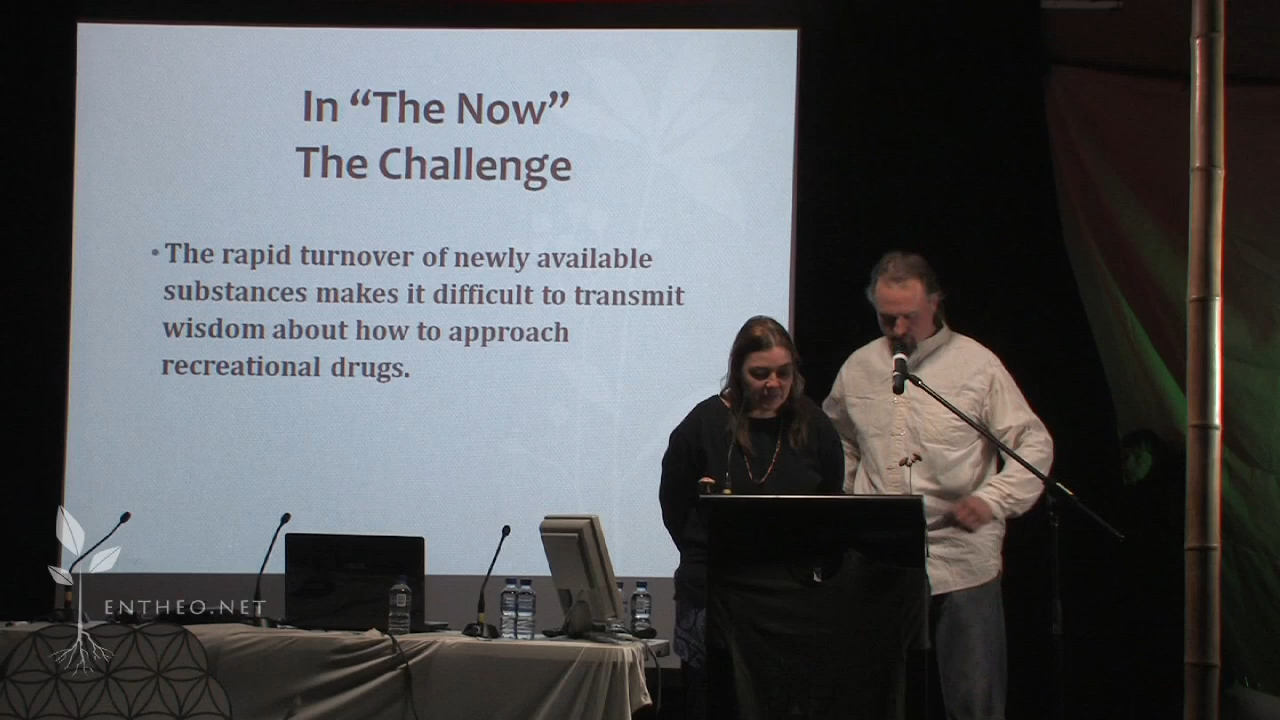 In “The Now”
The Challenge
• The rapid turnover of newly available
substances makes it difficult to transmit
wisdom about how to approach
recreational drugs.
ENTHEO.NET